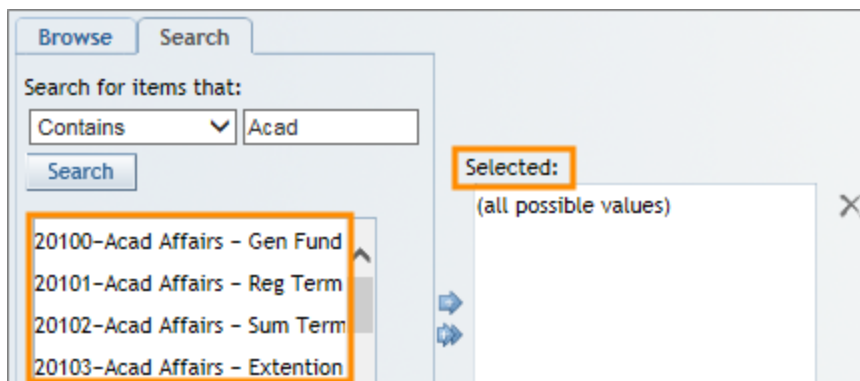 Browse Search
Search for items that:
Contains Acad
Search
Selected:
(all possible values)
20100-Acad Affairs - Gen Fund
20101-Acad Affairs - Reg Term
20102-Acad Affairs - Sum Term
20103-Acad Affairs - Extention